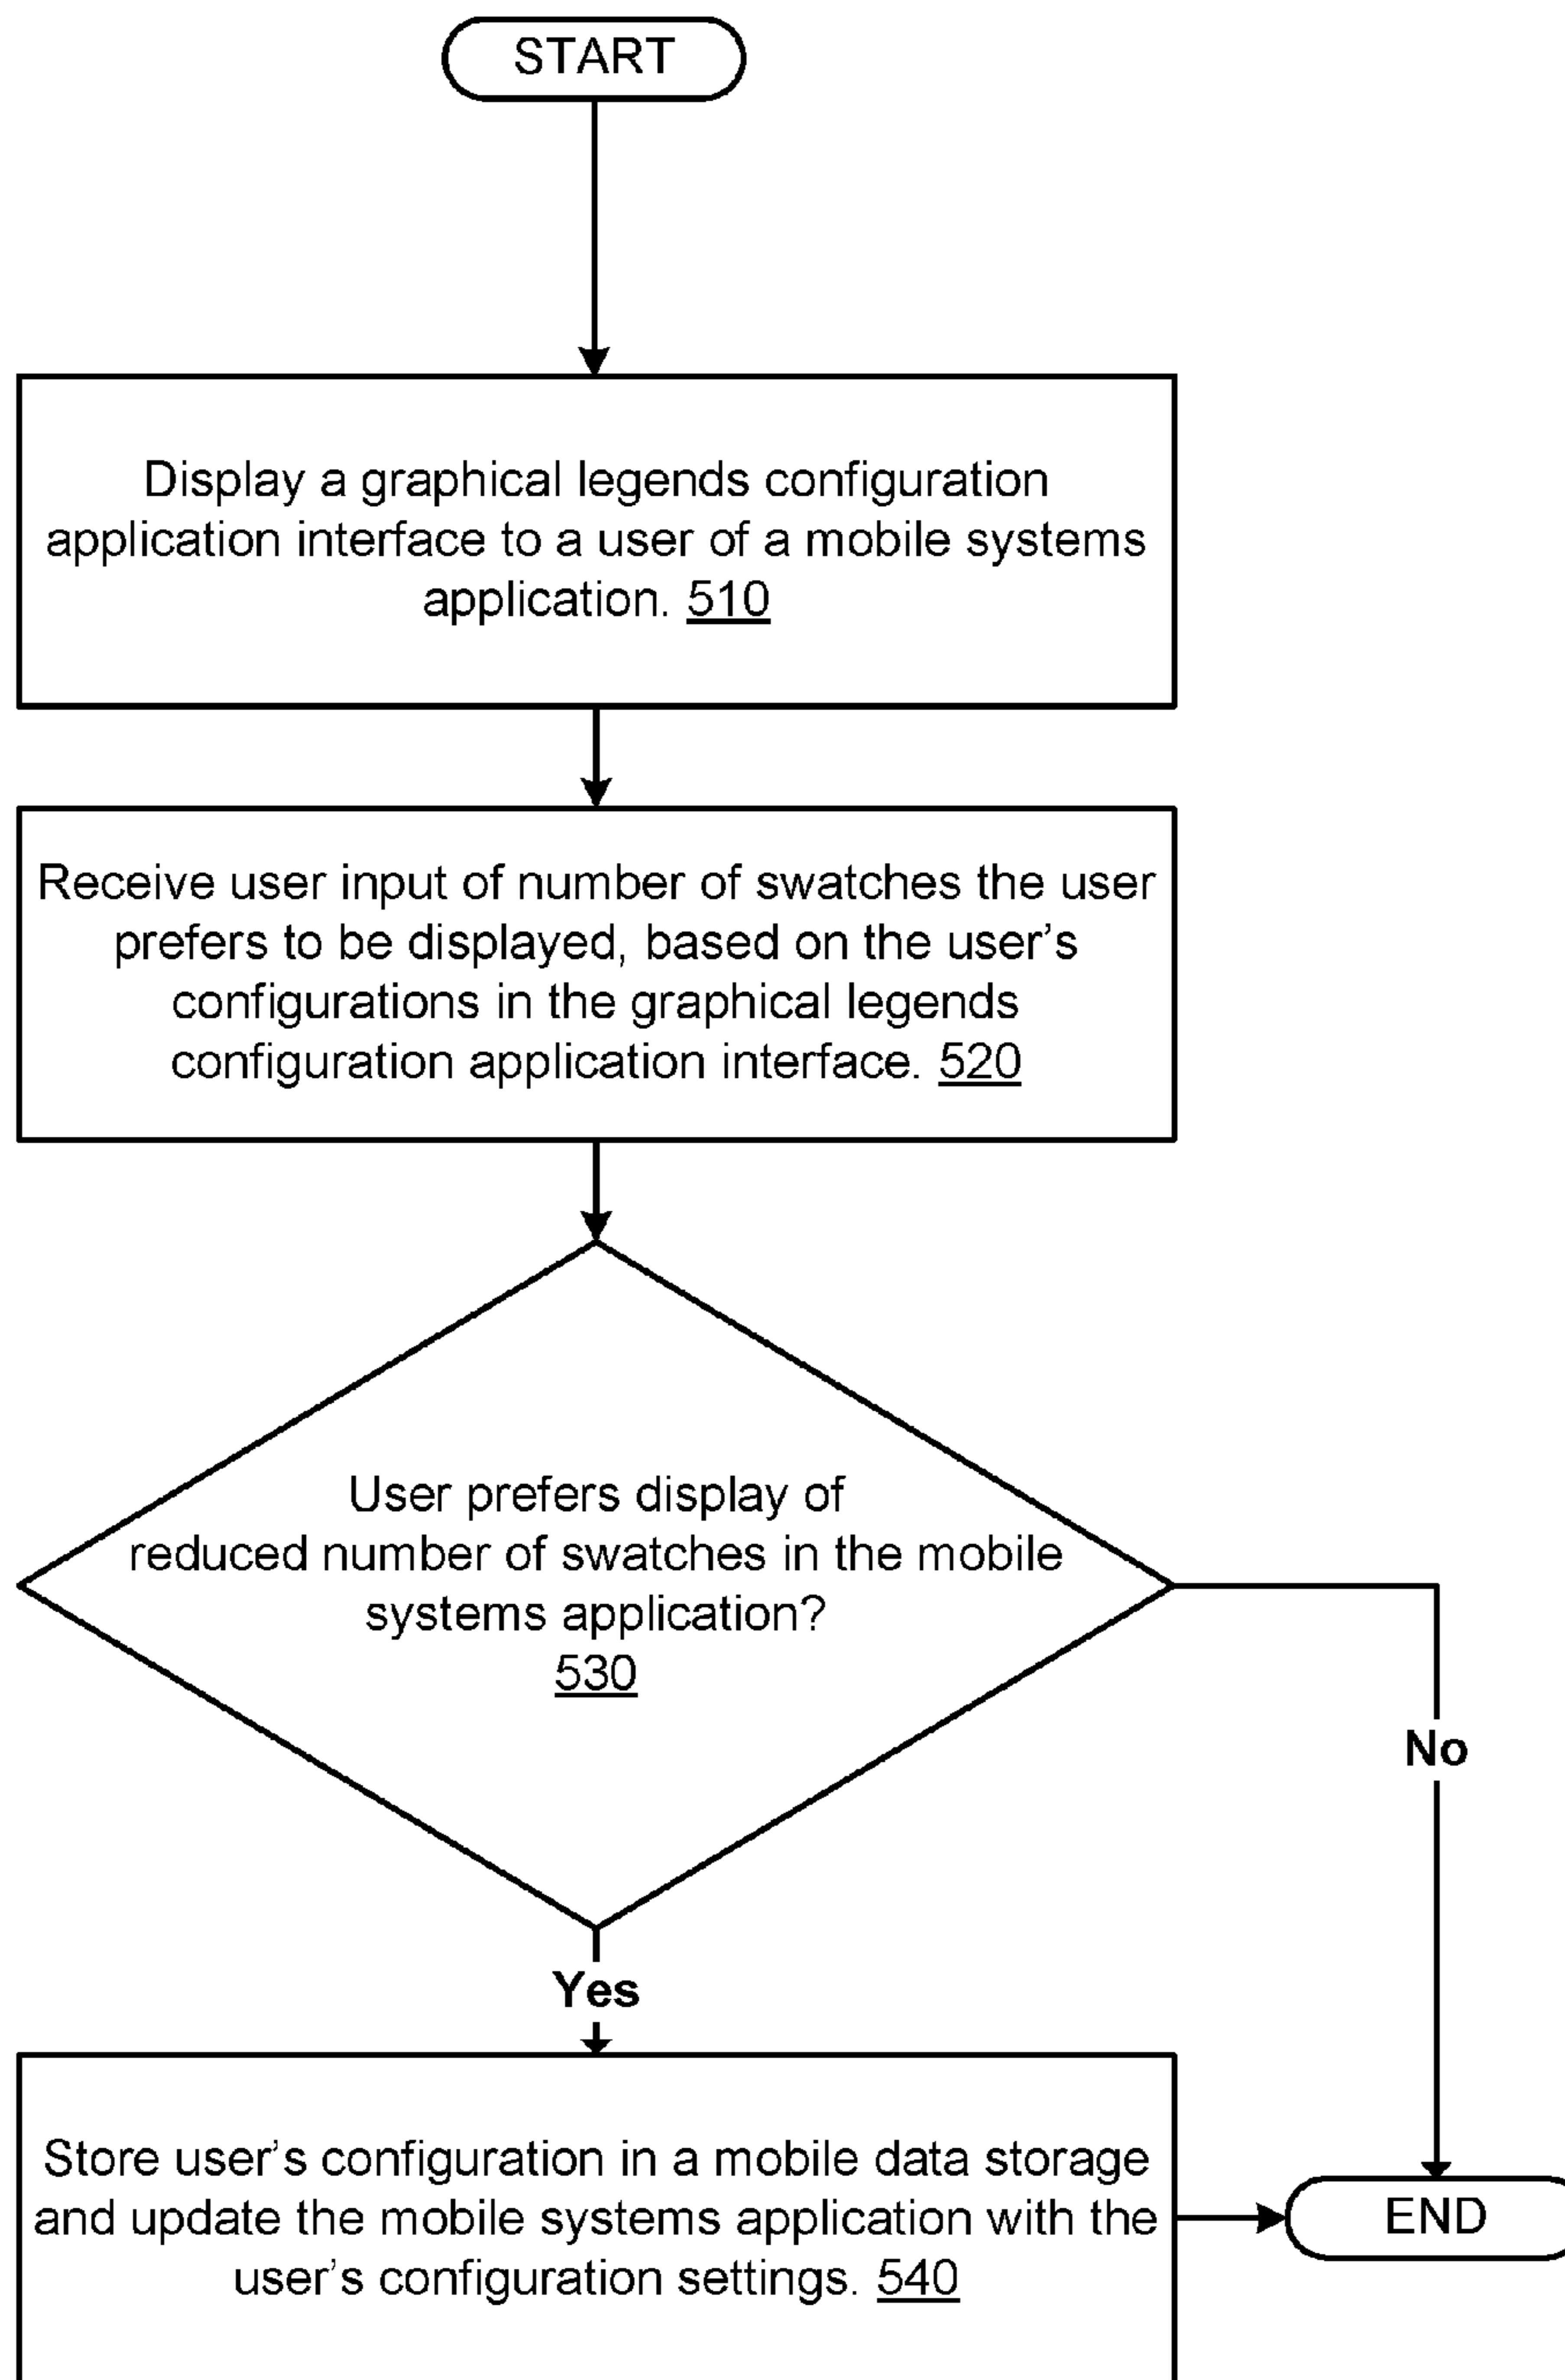 START
Display a graphical legends configuration
application interface to a user of a mobile systems
application. 510
Receive user input of number of swatches the user
prefers to be displayed, based on the user's
configurations in the graphical legends
configuration application interface. 520
User prefers display of
reduced number of swatches in the mobile
systems application?
530
No
Yes
Store user's configuration in a mobile data storage
and update the mobile systems application with the
user's configuration settings. 540
END